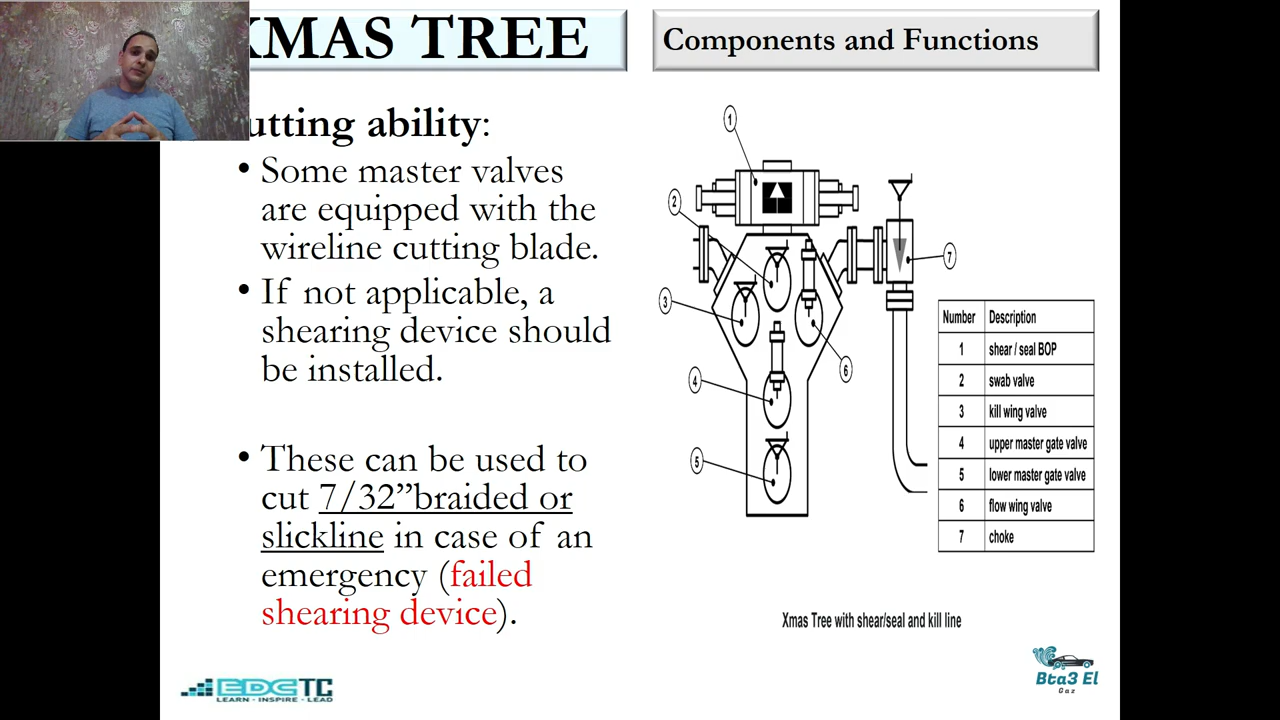 XMAS TREE
Components and Functions
utting ability:
• Some master valves
are equipped with the
wireline cutting blade.
• If not applicable, a
shearing device should
be installed.
• These can be used to
cut 7/32”braided or
slickline in case of an
emergency (failed
shearing device).
1
2
3
4
5
6
7
Number Description
1 shear / seal BOP
2 swab valve
3 kill wing valve
4 upper master gate valve
5 lower master gate valve
6 flow wing valve
7 choke
Xmas Tree with shear/seal and kill line
EDCTC
LEARN - INSPIRE - LEAD
Bta3 El
Gaz